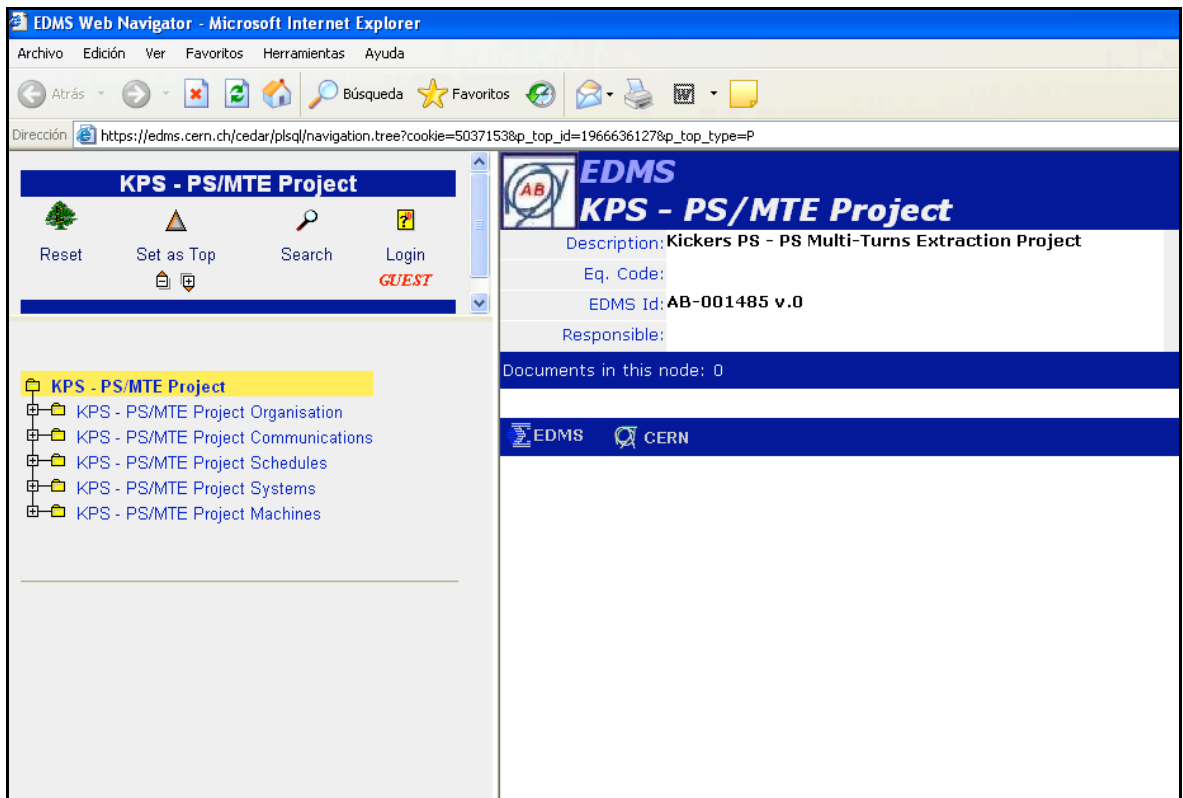 EDMS Web Navigator - Microsoft Internet Explorer
Archivo Edición Ver Favoritos Herramientas Ayuda
Atrás Búsqueda Favoritos
Dirección https://edms.cern.ch/cedar/plsql/navigation.tree?cookie=5037153&p_top_id=1966636127&p_top_type=P
KPS - PS/MTE Project
Reset Set as Top Search Login
GUEST
KPS - PS/MTE Project
KPS - PS/MTE Project Organisation
KPS - PS/MTE Project Communications
KPS - PS/MTE Project Schedules
KPS - PS/MTE Project Systems
KPS - PS/MTE Project Machines
AB
EDMS
KPS - PS/MTE Project
Description: Kickers PS - PS Multi-Turns Extraction Project
Eq. Code:
EDMS Id: AB-001485 v.0
Responsible:
Documents in this node: 0
EDMS CERN